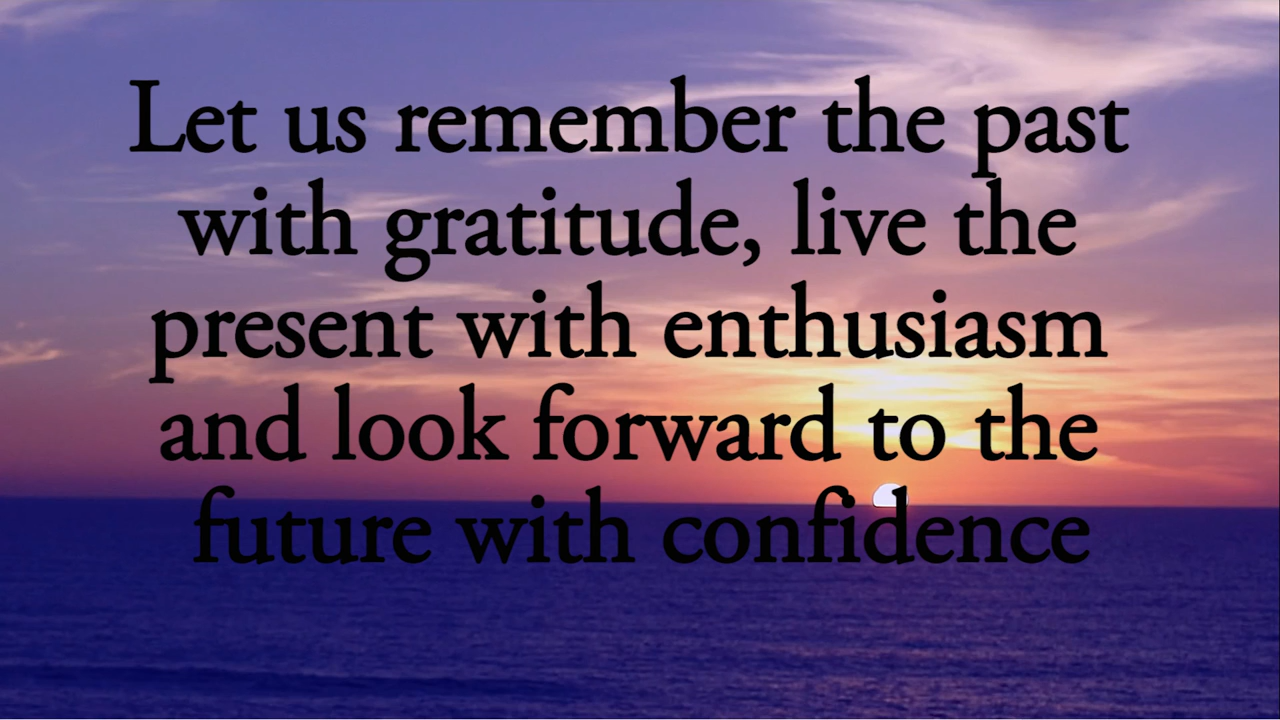 Let us remember the past
with gratitude, live the
present with enthusiasm
and look forward to the
future with confidence